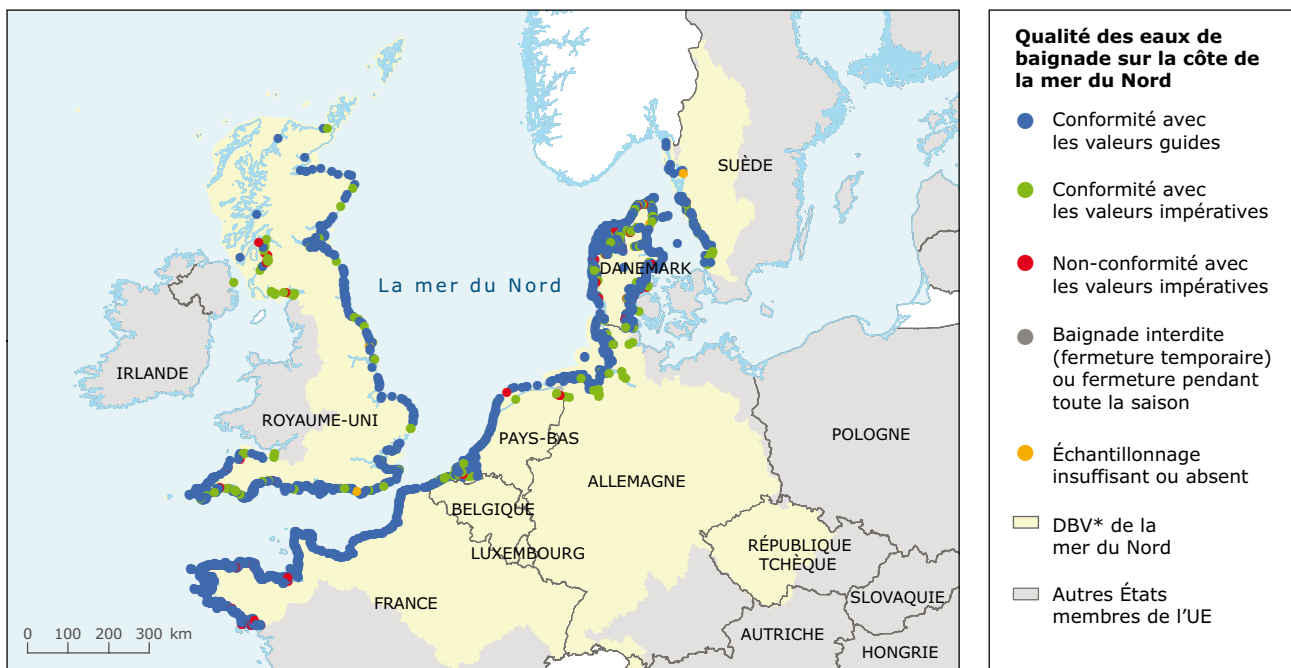 SUÈDE
DANEMARK
La mer du Nord
IRLANDE
ROYAUME-UNI
PAYS-BAS
POLOGNE
ALLEMAGNE
BELGIQUE
LUXEMBOURG
RÉPUBLIQUE
TCHÈQUE
FRANCE
SLOVAQUIE
AUTRICHE
HONGRIE
0 100 200 300 km
Qualité des eaux de
baignade sur la côte de
la mer du Nord
Conformité avec
les valeurs guides
Conformité avec
les valeurs impératives
Non-conformité avec
les valeurs impératives
Baignade interdite
(fermeture temporaire)
ou fermeture pendant
toute la saison
Échantillonnage
insuffisant ou absent
DBV* de la
mer du Nord
Autres États
membres de l'UE